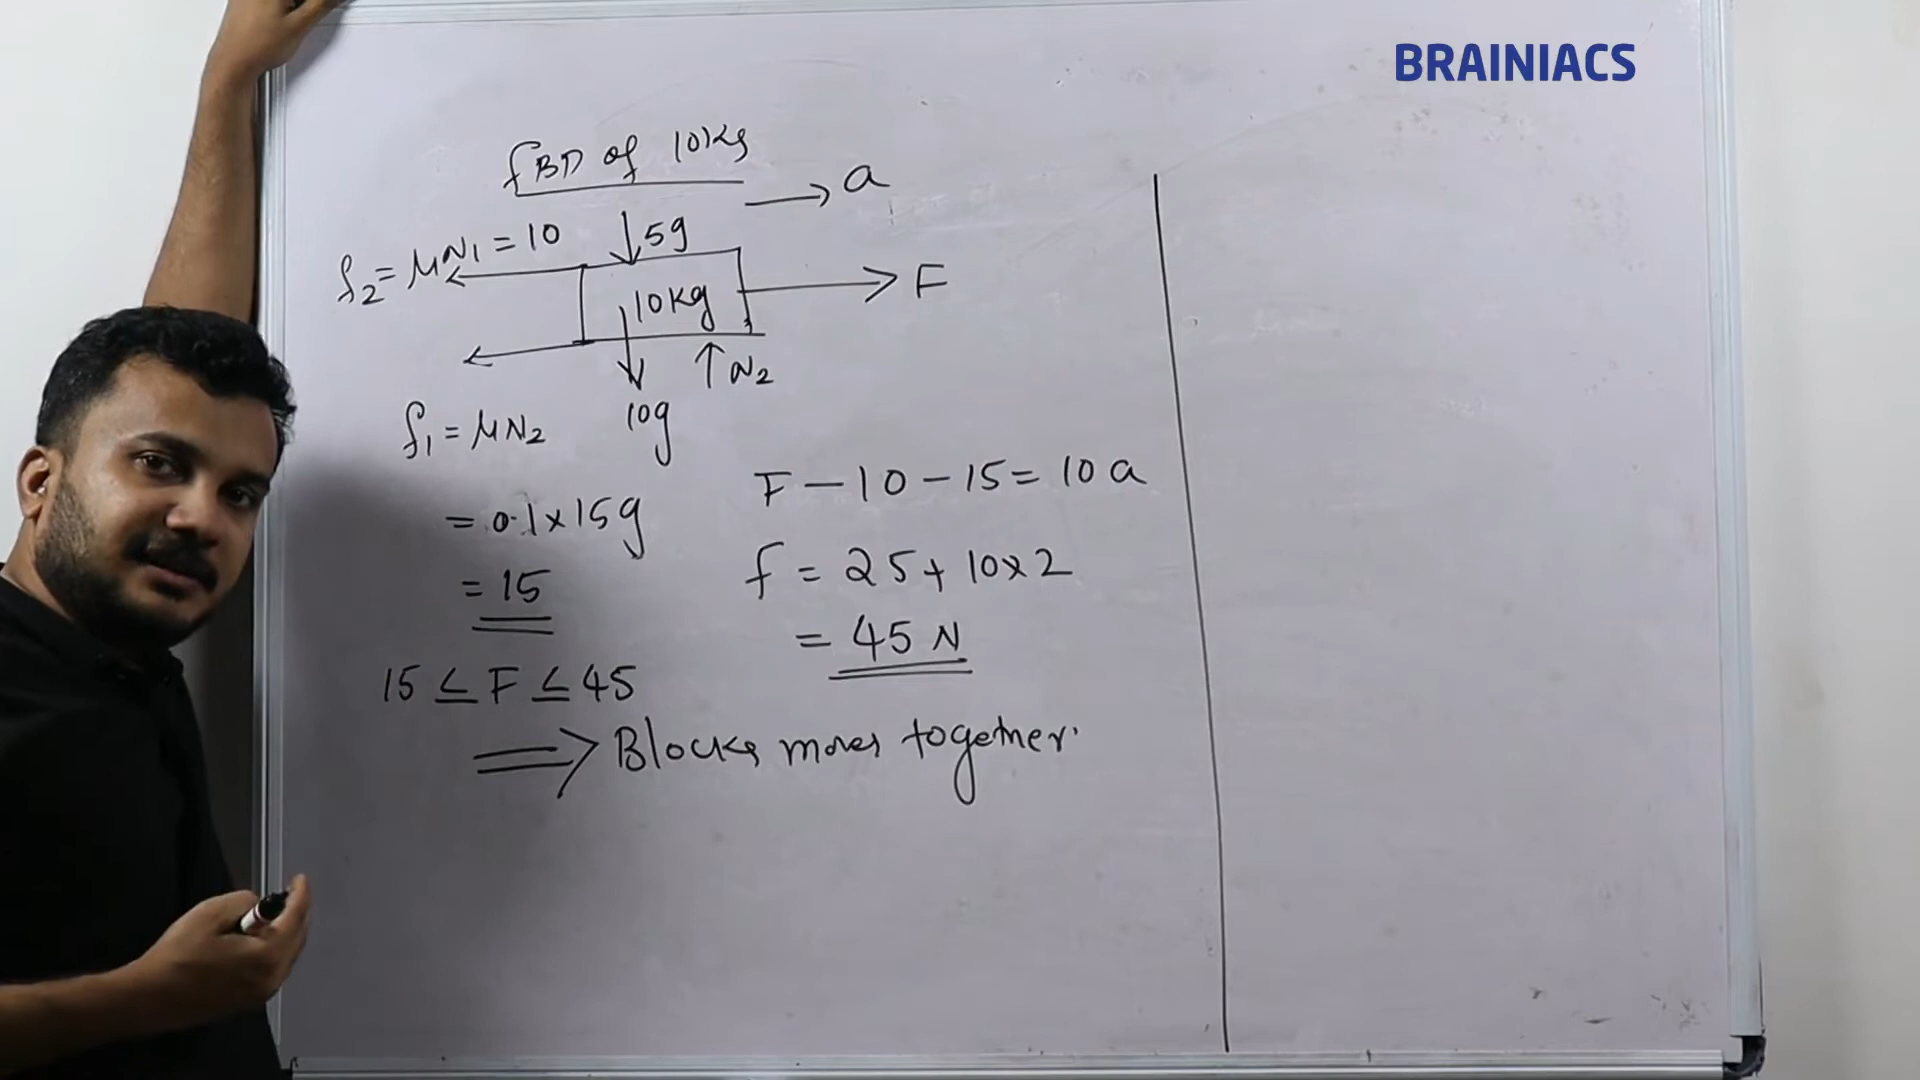 BRAINIACS
FBD of 10kg
→ a
f2 = μN1 = 10
↓ 5g
10kg
→ F
↑ N2
10g
f1 = μN2
= 0.1 x 15g
= 15
F - 10 - 15 = 10 a
f = 25 + 10 x 2
= 45 N
15 ≤ F ≤ 45
⇒ Blocks moves together.